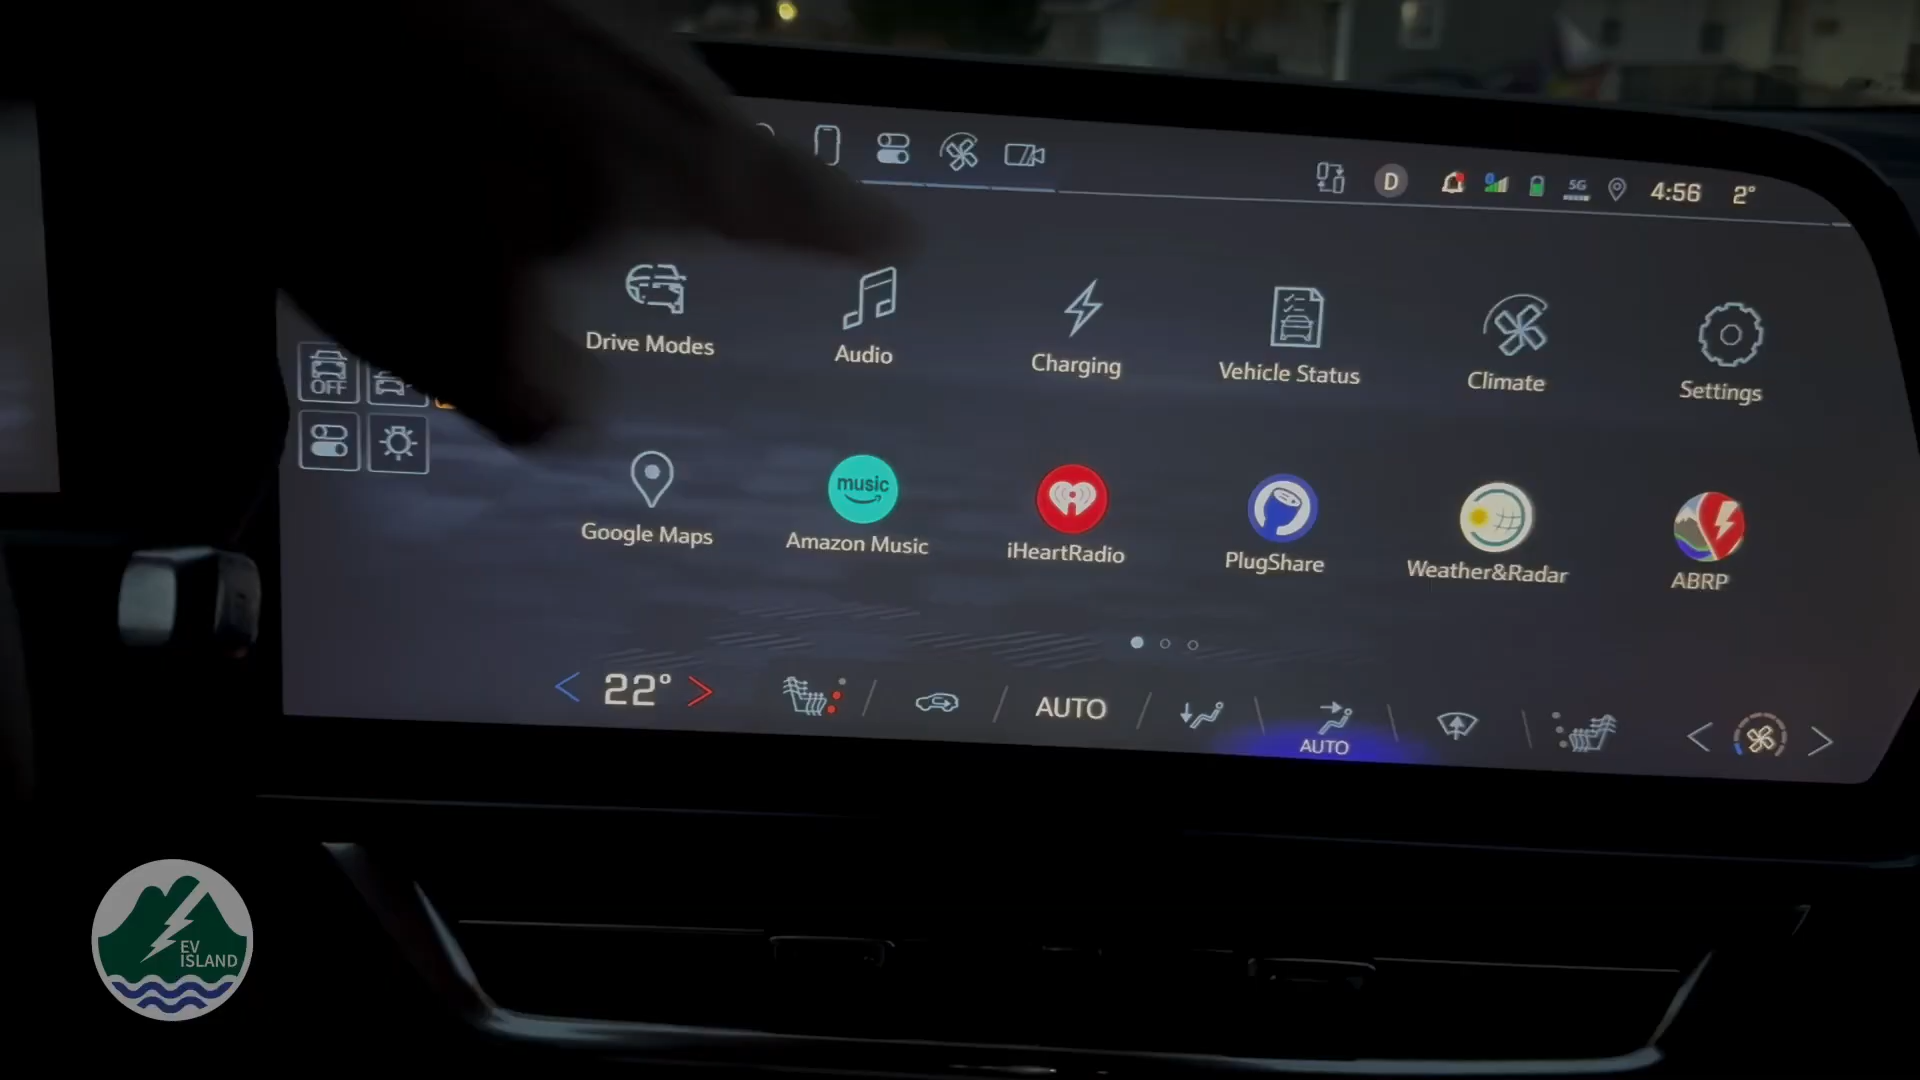 D 5G 4:56 2°
Drive Modes Audio Charging Vehicle Status Climate Settings
OFF
music
Google Maps Amazon Music iHeartRadio PlugShare Weather&Radar ABRP
22° AUTO
AUTO
EV
ISLAND